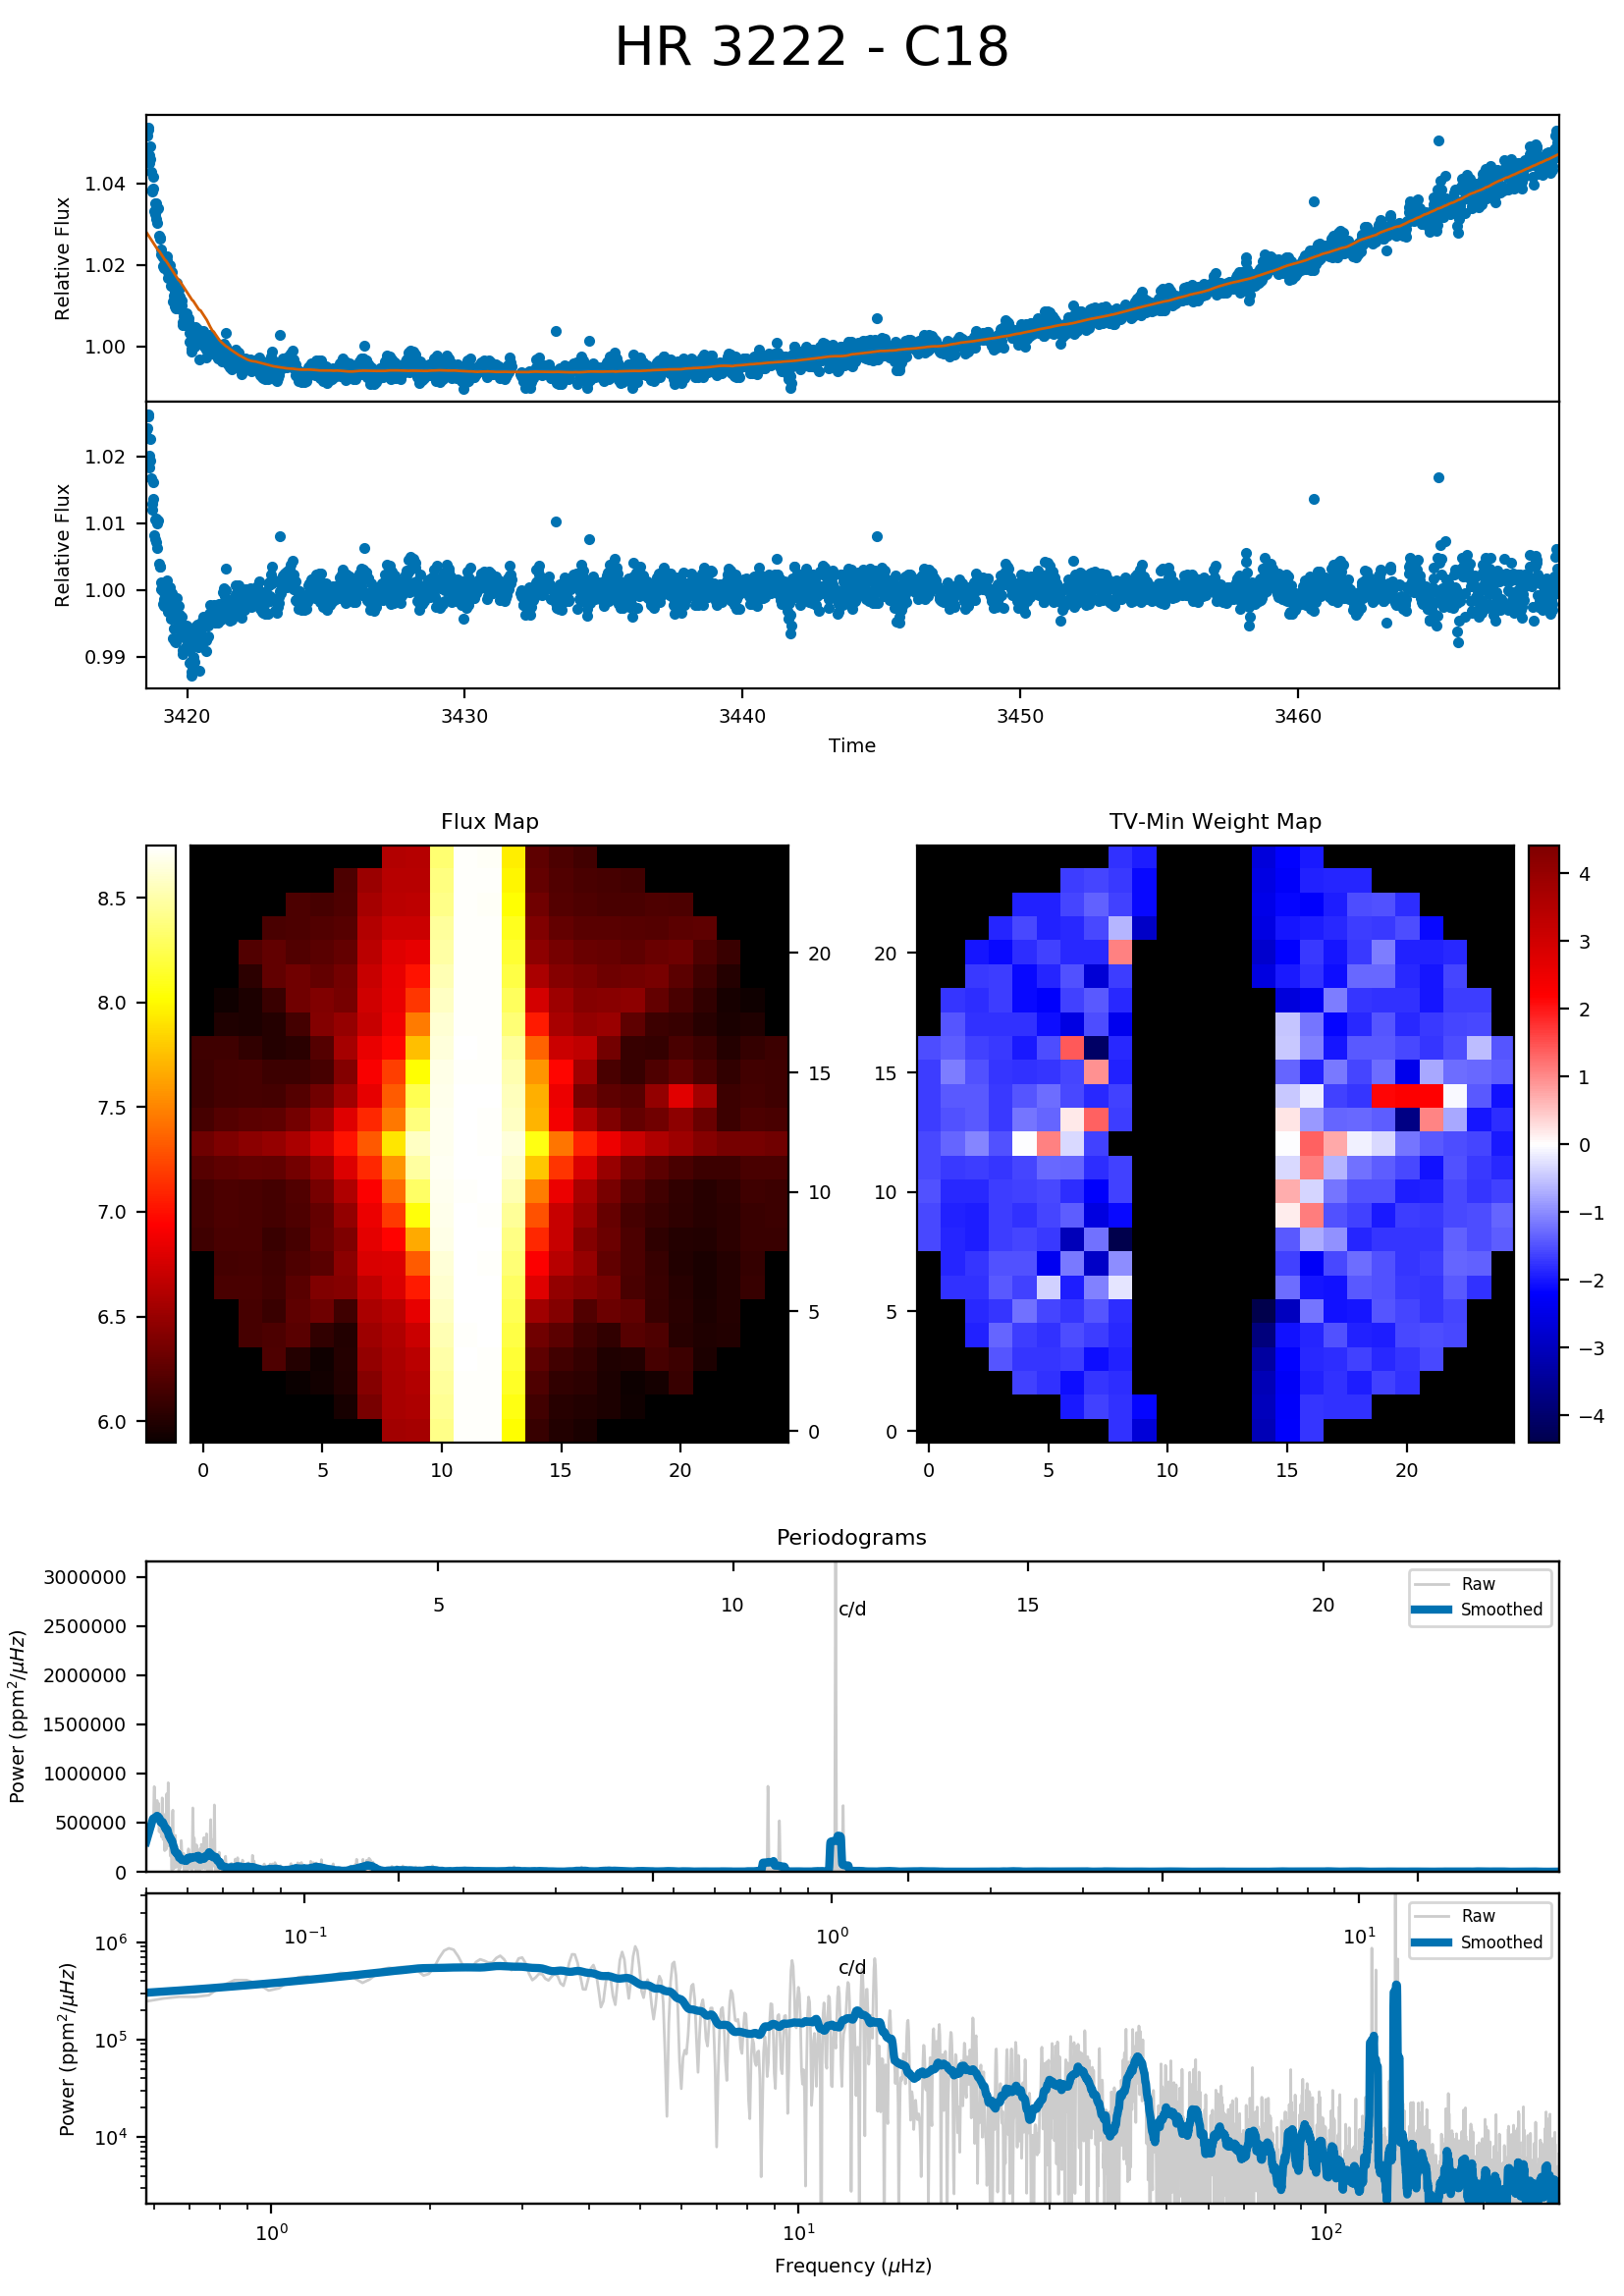 HR 3222 - C18
Relative Flux
1.04
1.02
1.00
Relative Flux
1.02
1.01
1.00
0.99
3420 3430 3440 3450 3460
Time
Flux Map
TV-Min Weight Map
8.5
8.0
7.5
7.0
6.5
6.0
20
15
10
5
0
0 5 10 15 20
20
15
10
5
0
0 5 10 15 20
4
3
2
1
0
−1
−2
−3
−4
Periodograms
Power (ppm²/μHz)
3000000
2500000
2000000
1500000
1000000
500000
0
5 10 15 20
c/d
Raw
Smoothed
Power (ppm²/μHz)
10⁶
10⁵
10⁴
10⁻¹ 10⁰ 10¹
c/d
Raw
Smoothed
10⁰ 10¹ 10²
Frequency (μHz)